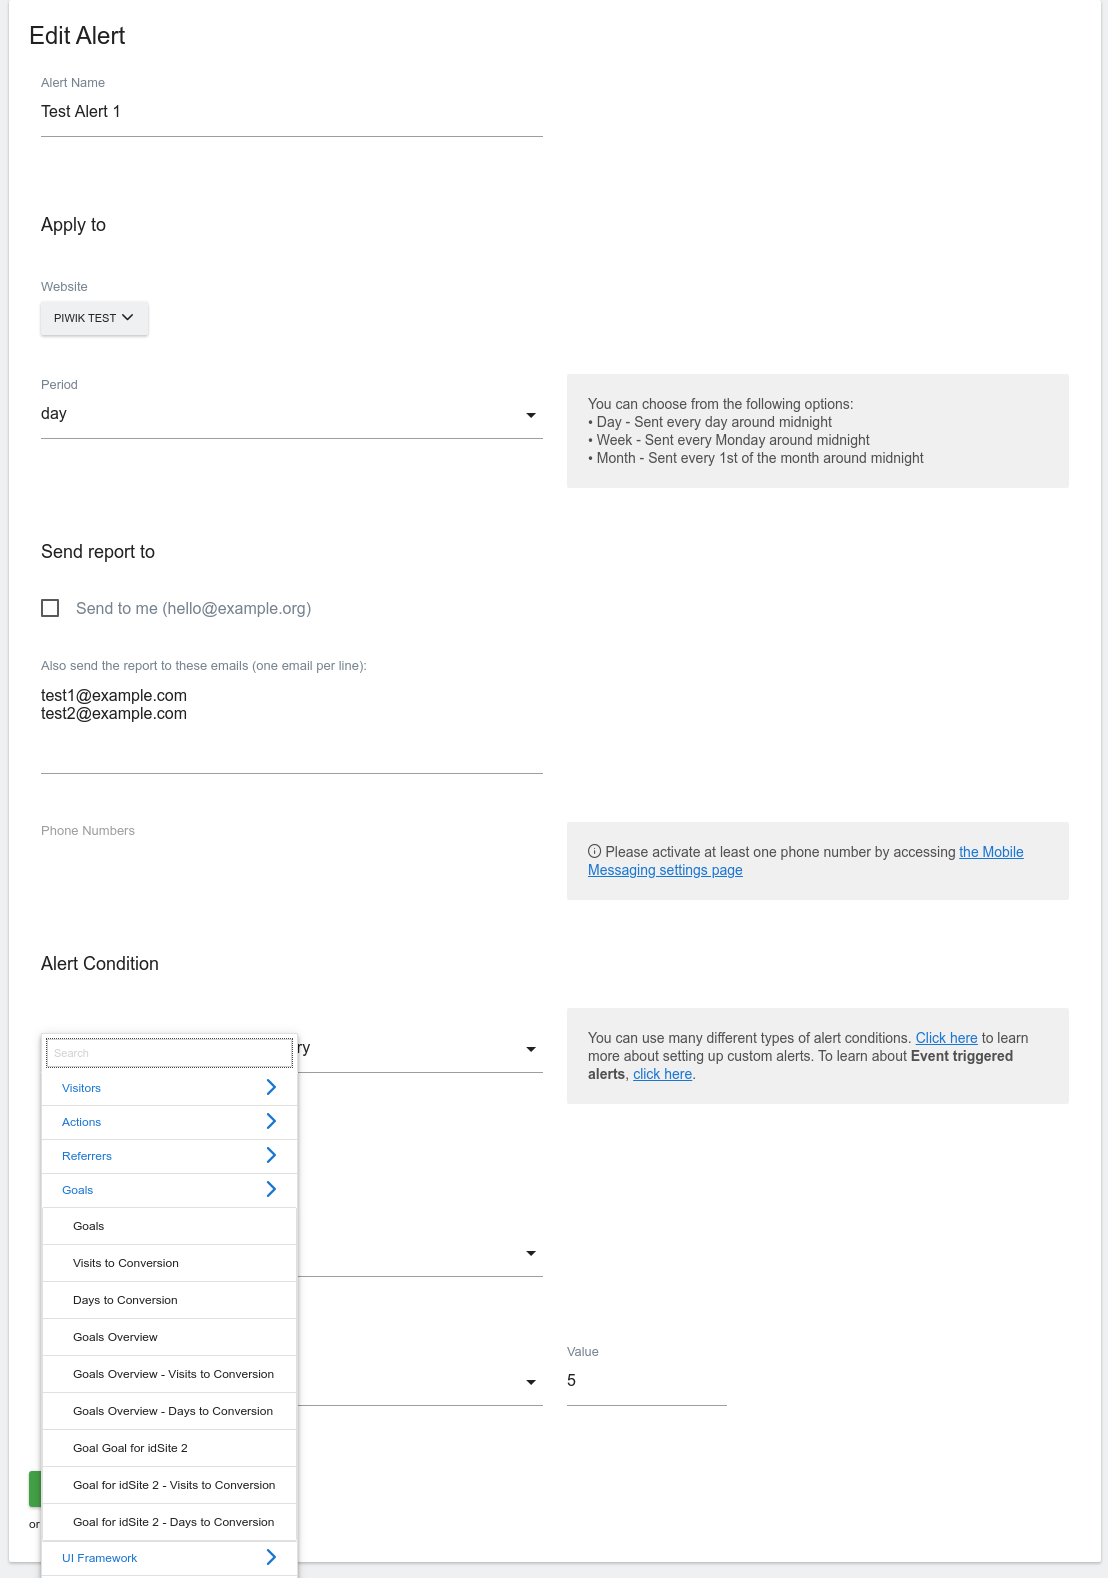 Edit Alert
Alert Name
Test Alert 1
Apply to
Website
PIWIK TEST
Period
day
You can choose from the following options:
• Day - Sent every day around midnight
• Week - Sent every Monday around midnight
• Month - Sent every 1st of the month around midnight
Send report to
Send to me (hello@example.org)
Also send the report to these emails (one email per line):
test1@example.com
test2@example.com
Phone Numbers
Please activate at least one phone number by accessing the Mobile
Messaging settings page
Alert Condition
ry
You can use many different types of alert conditions. Click here to learn
more about setting up custom alerts. To learn about Event triggered
alerts, click here.
Search
Visitors
Actions
Referrers
Goals
Goals
Visits to Conversion
Days to Conversion
Goals Overview
Goals Overview - Visits to Conversion
Goals Overview - Days to Conversion
Goal Goal for idSite 2
Goal for idSite 2 - Visits to Conversion
Goal for idSite 2 - Days to Conversion
UI Framework
Value
5
or